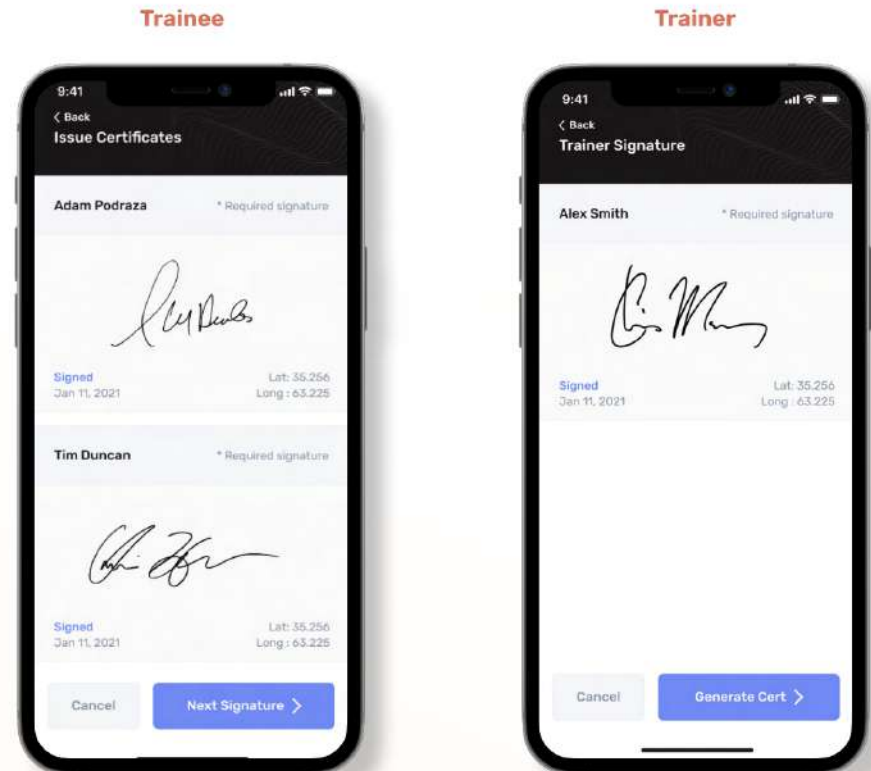 Trainee
9:41
Back
Issue Certificates
Adam Podraza * Required signature
Signed Lat: 35.256
Jan 11, 2021 Long : 63.225
Tim Duncan * Required signature
Signed Lat: 35.256
Jan 11, 2021 Long : 63.225
Cancel Next Signature
Trainer
9:41
Back
Trainer Signature
Alex Smith * Required signature
Signed Lat: 35.256
Jan 11, 2021 Long : 63.225
Cancel Generate Cert